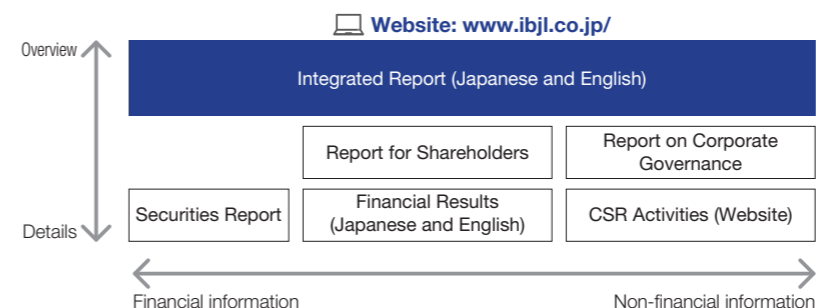 Website: www.ibjl.co.jp/
Overview
Integrated Report (Japanese and English)
Report for Shareholders
Report on Corporate
Governance
Securities Report
Financial Results
(Japanese and English)
CSR Activities (Website)
Details
Financial information
Non-financial information